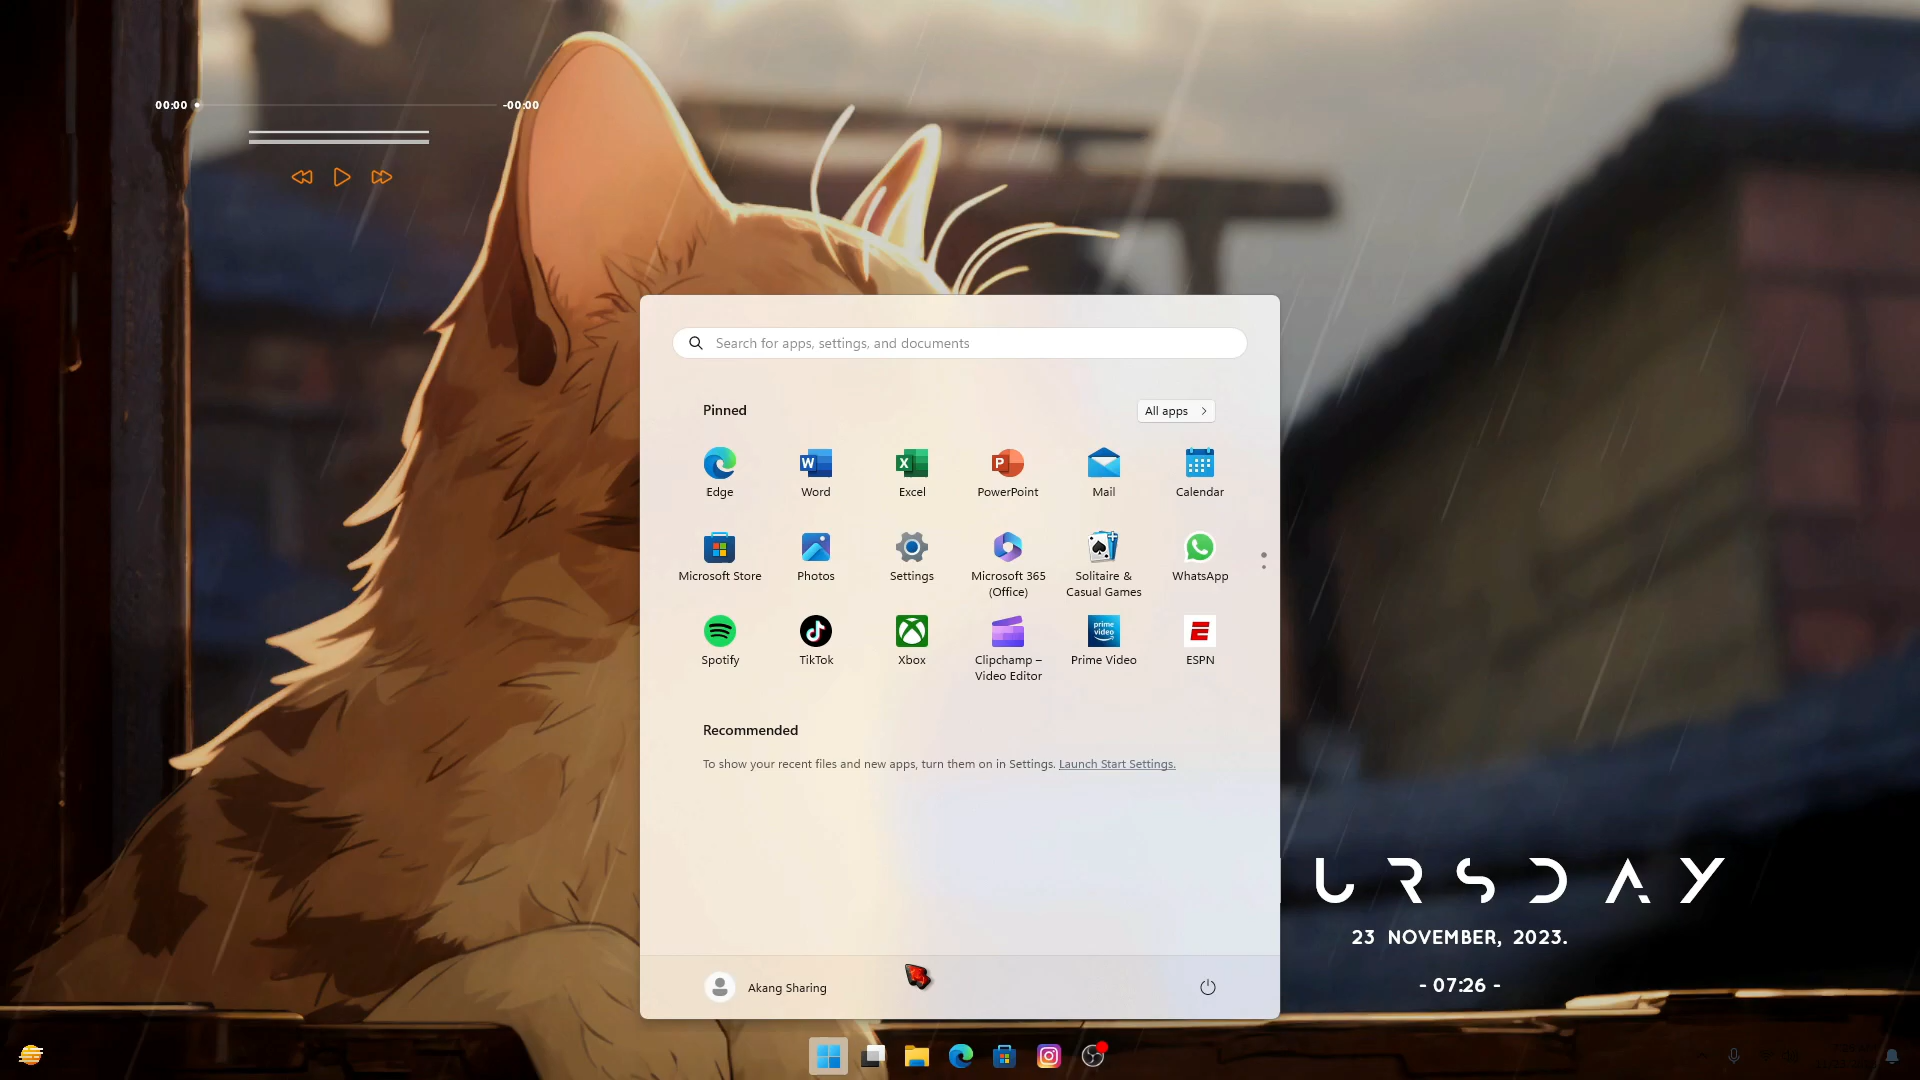 00:00
-00:00
Search for apps, settings, and documents
Pinned
All apps
Edge
Word
Excel
PowerPoint
Mail
Calendar
Microsoft Store
Photos
Settings
Microsoft 365
(Office)
Solitaire &
Casual Games
WhatsApp
Spotify
TikTok
Xbox
Clipchamp –
Video Editor
prime
video
Prime Video
ESPN
Recommended
To show your recent files and new apps, turn them on in Settings. Launch Start Settings.
URSDAY
23 NOVEMBER, 2023.
- 07:26 -
Akang Sharing